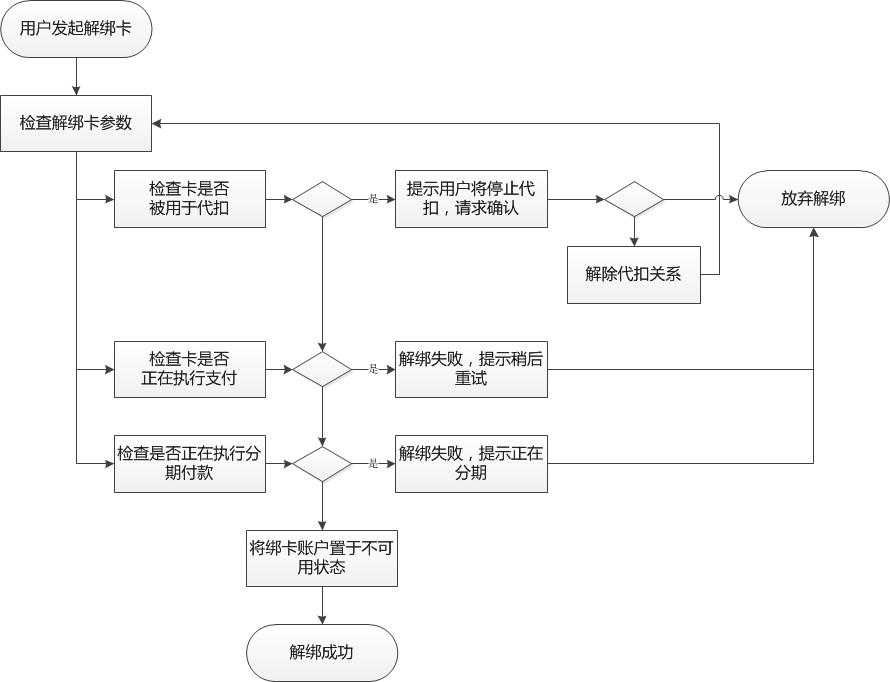 用户发起解绑卡
检查解绑卡参数
检查卡是否
被用于代扣
是
提示用户将停止代
扣，请求确认
放弃解绑
解除代扣关系
检查卡是否
正在执行支付
是
解绑失败，提示稍后
重试
检查是否正在执行分
期付款
是
解绑失败，提示正在
分期
将绑卡账户置于不可
用状态
解绑成功